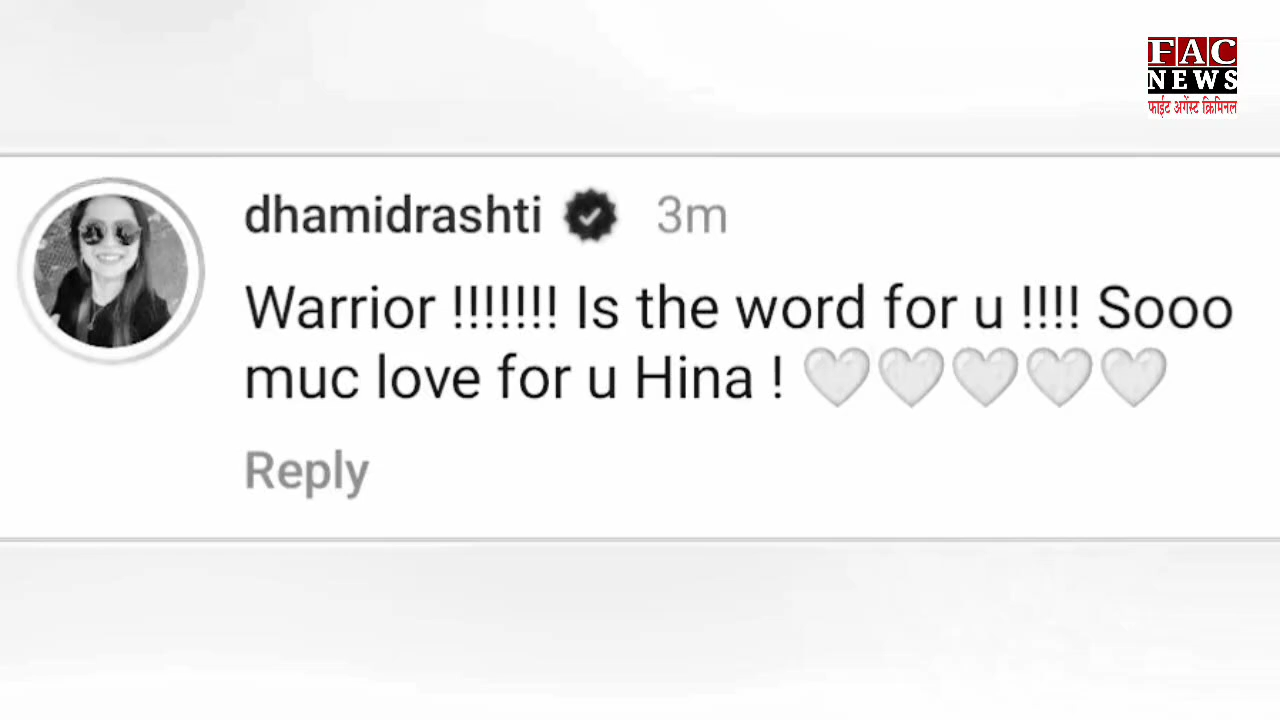 FAC
NEWS
फाईट अगेंस्ट क्रिमिनल
dhamidrashti 3m
Warrior !!!!!!! Is the word for u !!!! Sooo
muc love for u Hina ! 🤍🤍🤍🤍🤍
Reply